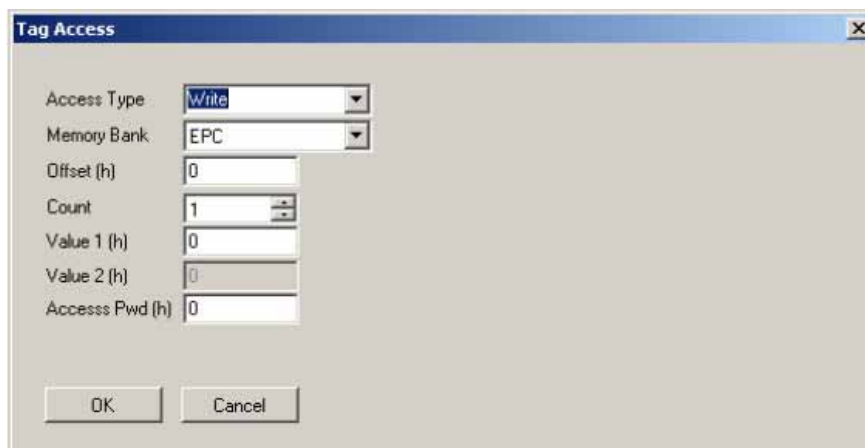 Tag Access
Access Type Write
Memory Bank EPC
Offset (h) 0
Count 1
Value 1 (h) 0
Value 2 (h) 0
Accesss Pwd (h) 0
OK Cancel